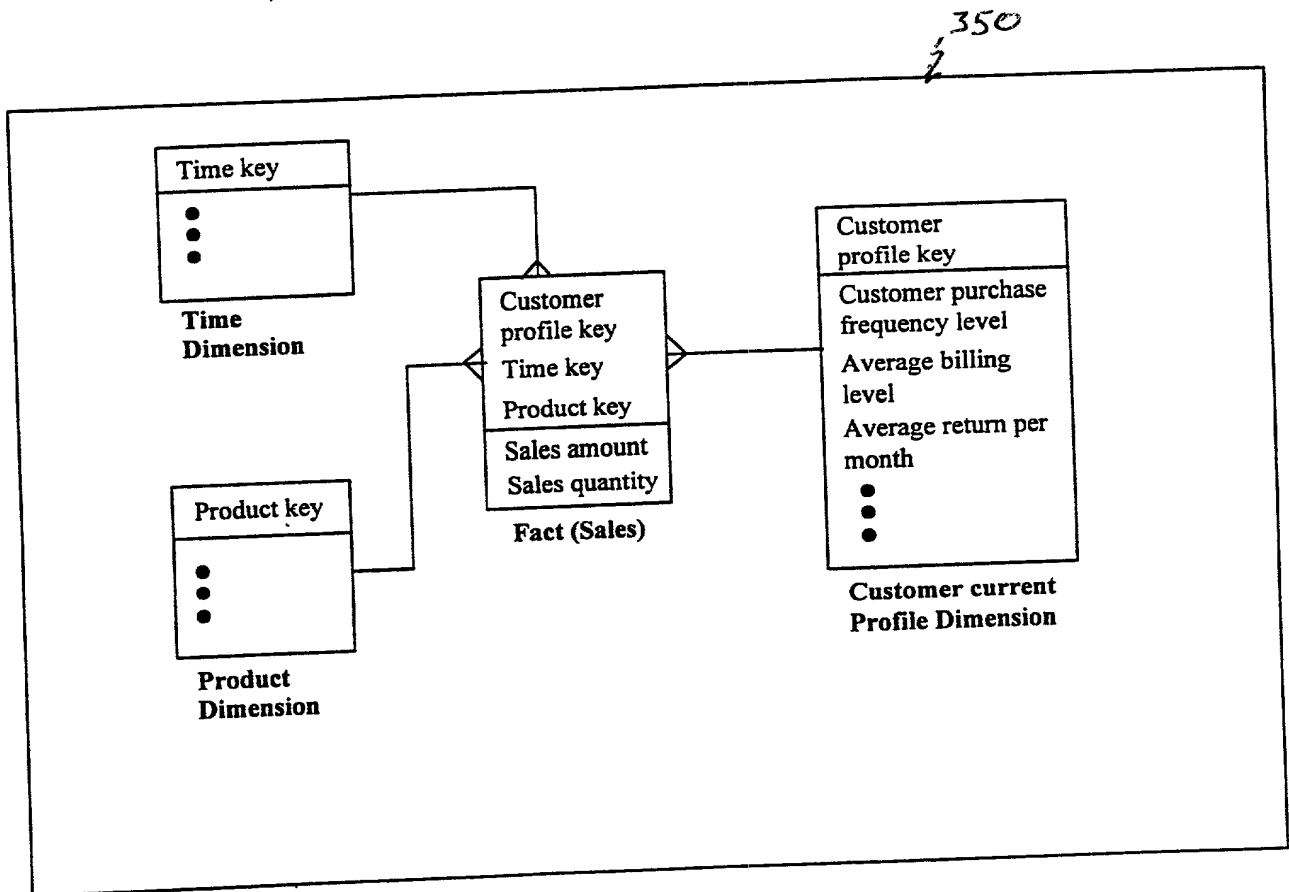 350
Time key
Time
Dimension
Product key
Product
Dimension
Customer
profile key
Time key
Product key
Sales amount
Sales quantity
Fact (Sales)
Customer
profile key
Customer purchase
frequency level
Average billing
level
Average return per
month
Customer current
Profile Dimension